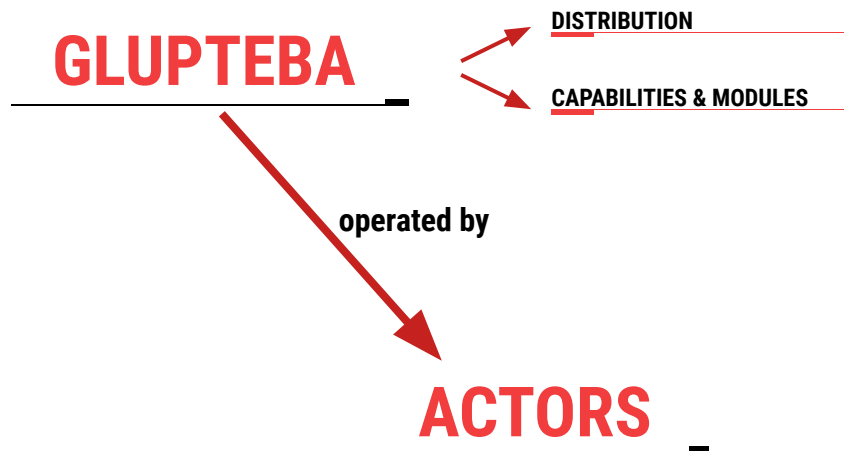 GLUPTEBA
DISTRIBUTION
CAPABILITIES & MODULES
operated by
ACTORS